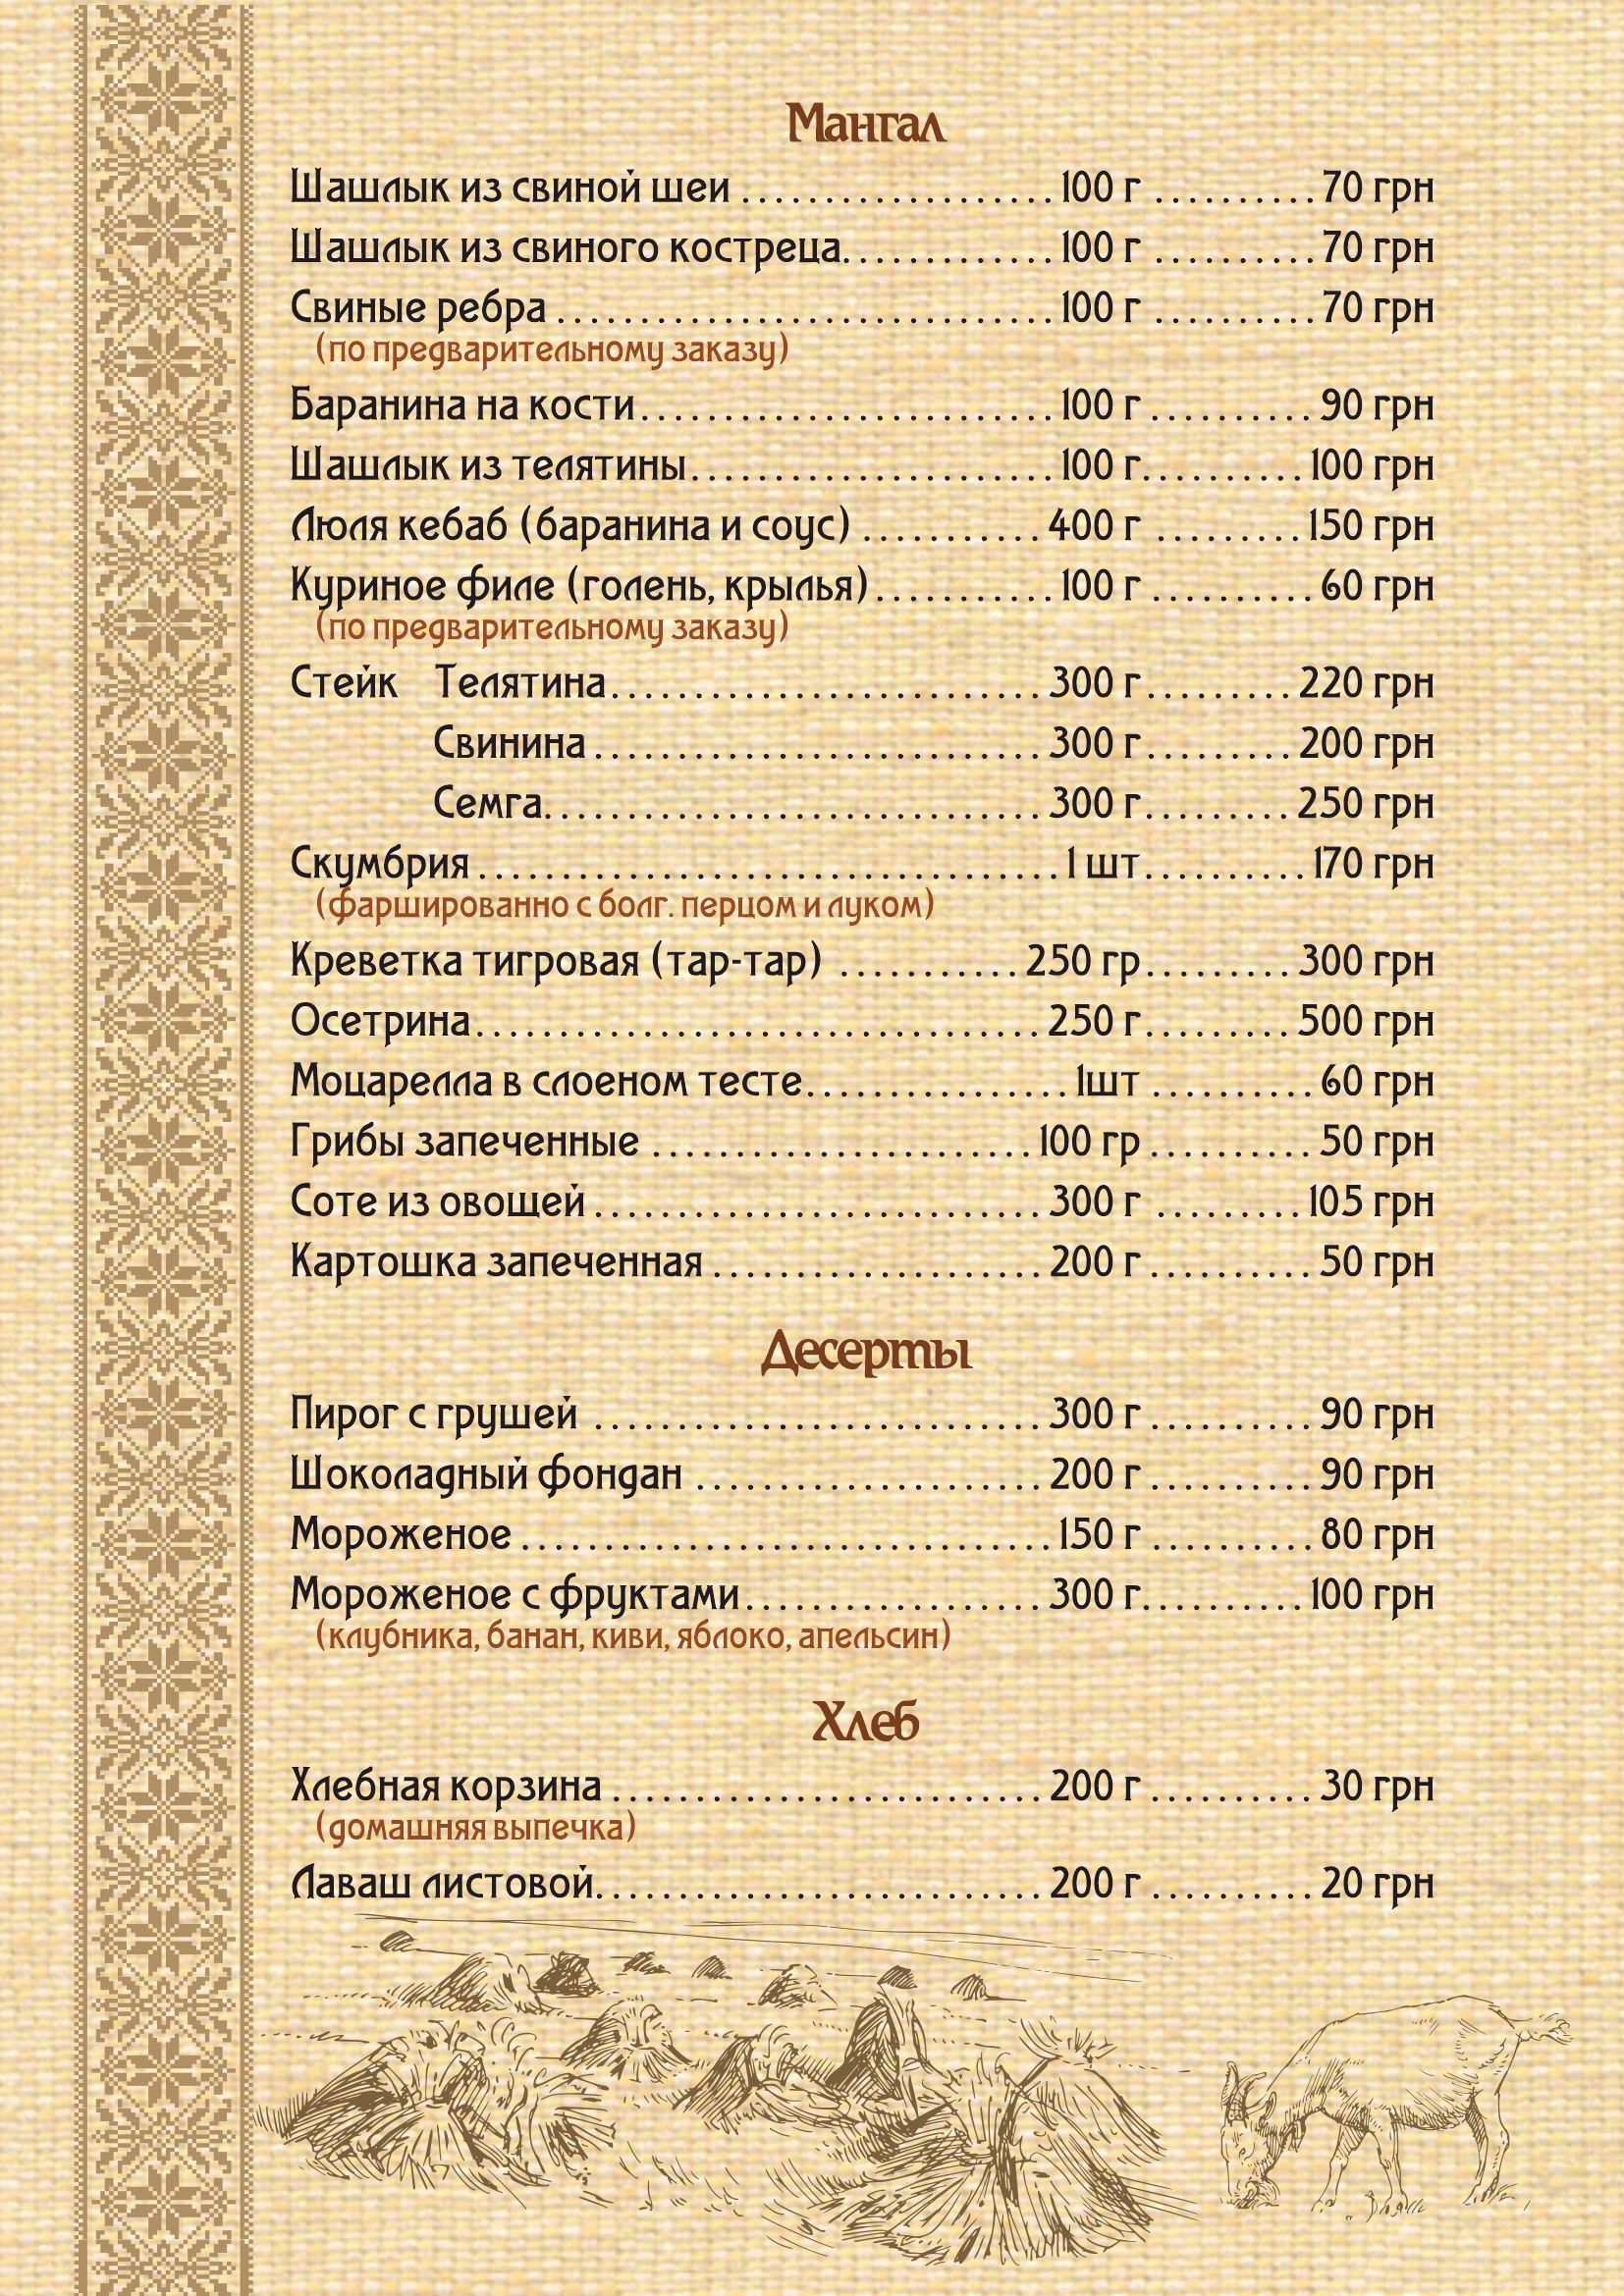 Мангал
Шашлык из свиной шеи ................... 100 г .......... 70 грн
Шашлык из свиного костреца............. 100 г .......... 70 грн
Свиные ребра .............................. 100 г .......... 70 грн
(по предварительному заказу)
Баранина на кости......................... 100 г .......... 90 грн
Шашлык из телятины...................... 100 г.......... 100 грн
Люля кебаб (баранина и соус) ........... 400 г ......... 150 грн
Куриное филе (голень, крылья)........... 100 г .......... 60 грн
(по предварительному заказу)
Стейк Телятина.......................... 300 г......... 220 грн
Свинина ........................... 300 г......... 200 грн
Семга.............................. 300 г......... 250 грн
Скумбрия.................................. 1 шт.......... 170 грн
(фаршированно с болг. перцом и луком)
Креветка тигровая (тар-тар) ........... 250 гр......... 300 грн
Осетрина.................................. 250 г......... 500 грн
Моцарелла в слоеном тесте................ 1шт .......... 60 грн
Грибы запеченные ....................... 100 гр .......... 50 грн
Соте из овощей ........................... 300 г ......... 105 грн
Картошка запеченная .................... 200 г .......... 50 грн
Десерты
Пирог с грушей ........................... 300 г .......... 90 грн
Шоколадный фондан ..................... 200 г .......... 90 грн
Мороженое ................................ 150 г .......... 80 грн
Мороженое с фруктами.................. 300 г.......... 100 грн
(клубника, банан, киви, яблоко, апельсин)
Хлеб
Хлебная корзина .......................... 200 г .......... 30 грн
(домашняя выпечка)
Лаваш листовой........................... 200 г .......... 20 грн